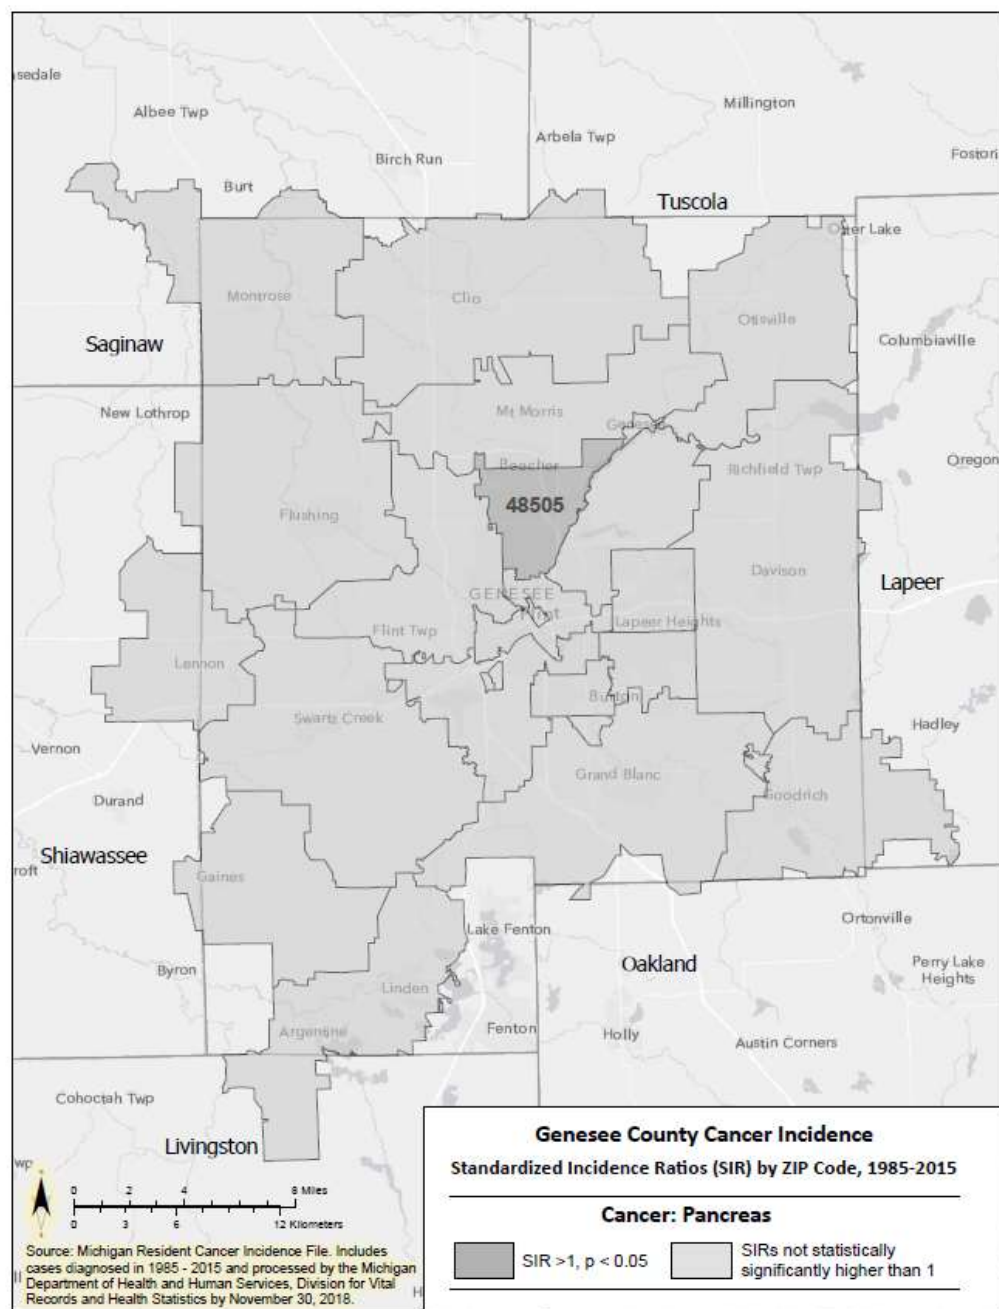 sedale
Albee Twp
Millington
Arbela Twp
Birch Run
Fostori
Burt
Tuscola
Otter Lake
Montrose
Clio
Otisville
Saginaw
Columbiaville
New Lothrop
Mt Morris
Genesee
Beecher
Richfield Twp
Oregon
48505
Flushing
Davison
Lapeer
GENESEE
Flint
Flint Twp
Lapeer Heights
Lennon
Burton
Swartz Creek
Hadley
Vernon
Grand Blanc
Durand
Goodrich
Shiawassee
roft
Gaines
Ortonville
Lake Fenton
Oakland
Byron
Perry Lake
Heights
Linden
Argentine
Fenton
Holly
Austin Corners
Cohoctah Twp
Livingston
wp
0 2 4 8 Miles
0 3 6 12 Kilometers
Source: Michigan Resident Cancer Incidence File. Includes
cases diagnosed in 1985 - 2015 and processed by the Michigan
Department of Health and Human Services, Division for Vital
Records and Health Statistics by November 30, 2018.
H
Genesee County Cancer Incidence
Standardized Incidence Ratios (SIR) by ZIP Code, 1985-2015
Cancer: Pancreas
SIR >1, p < 0.05
SIRs not statistically
significantly higher than 1